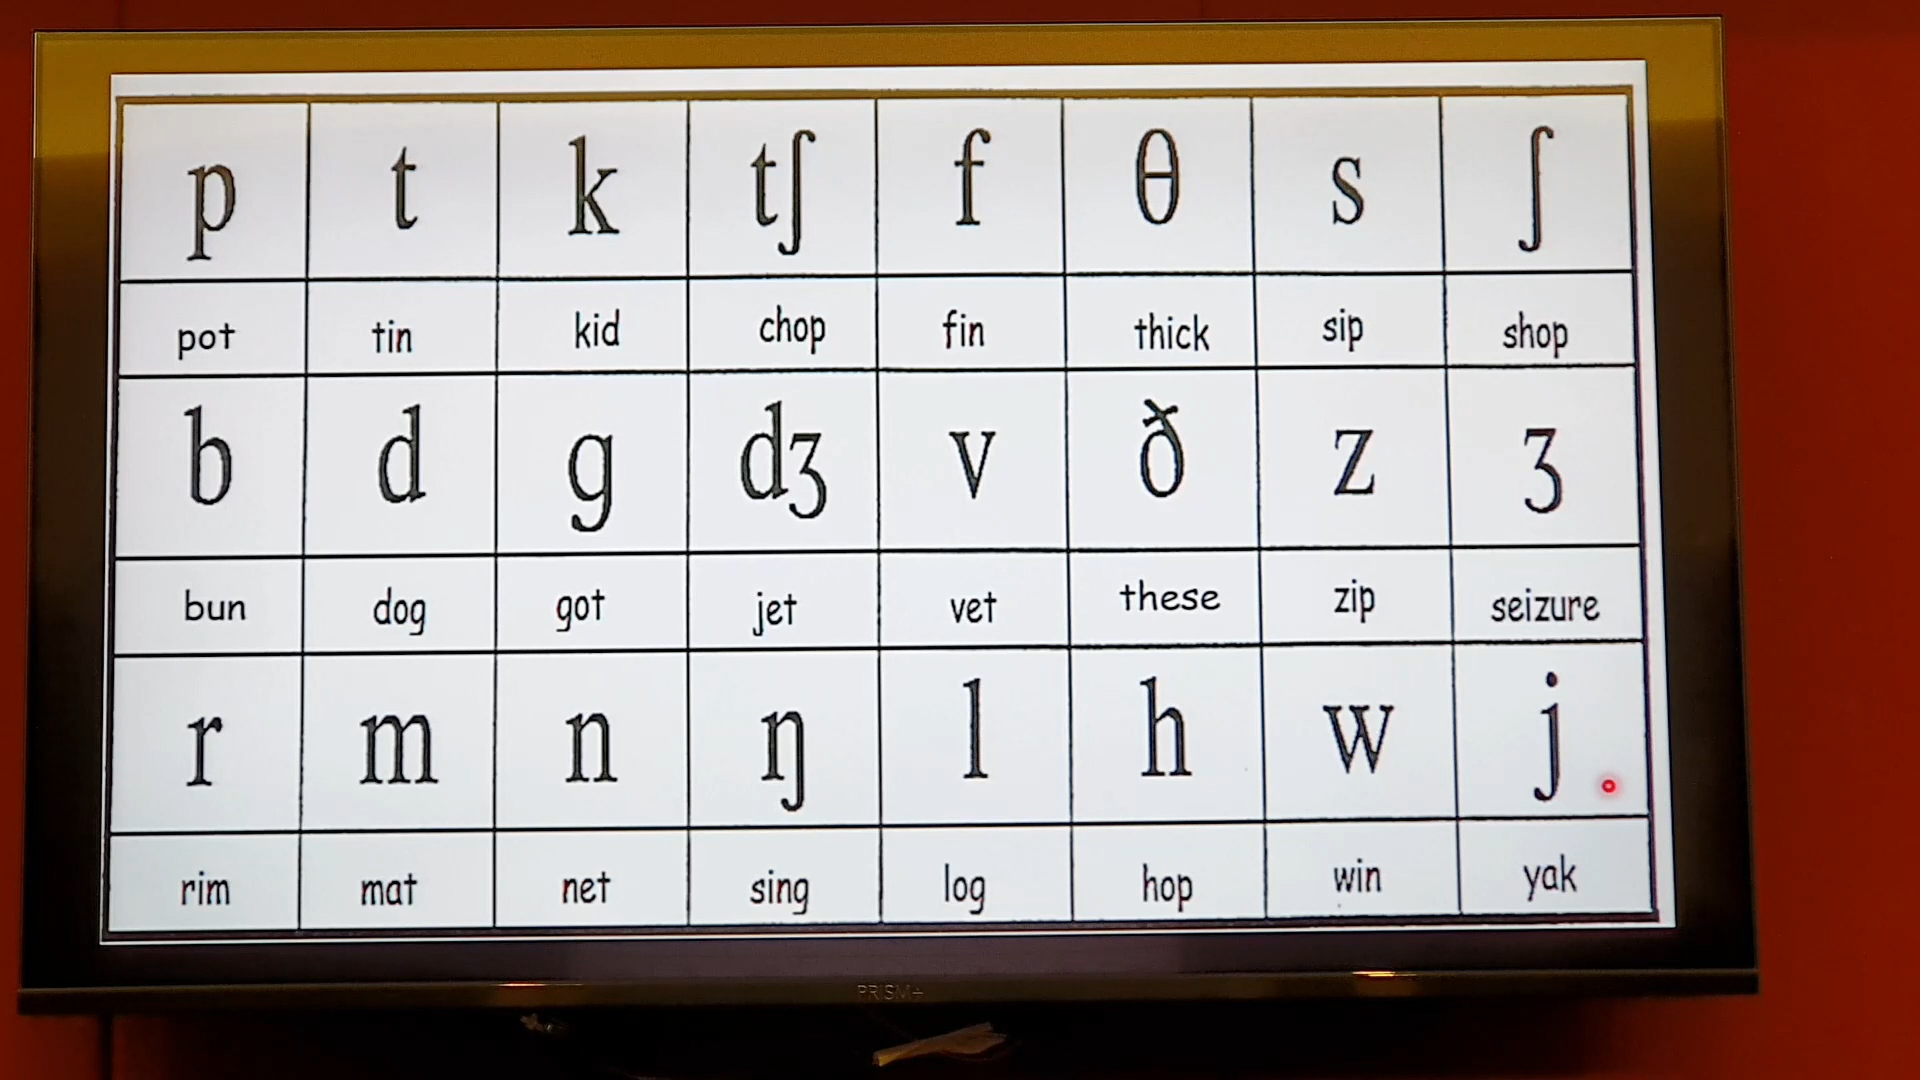 p t k tʃ f θ s ʃ
pot tin kid chop fin thick sip shop
b d g dʒ v ð z ʒ
bun dog got jet vet these zip seizure
r m n ŋ l h w j
rim mat net sing log hop win yak
PRISM+